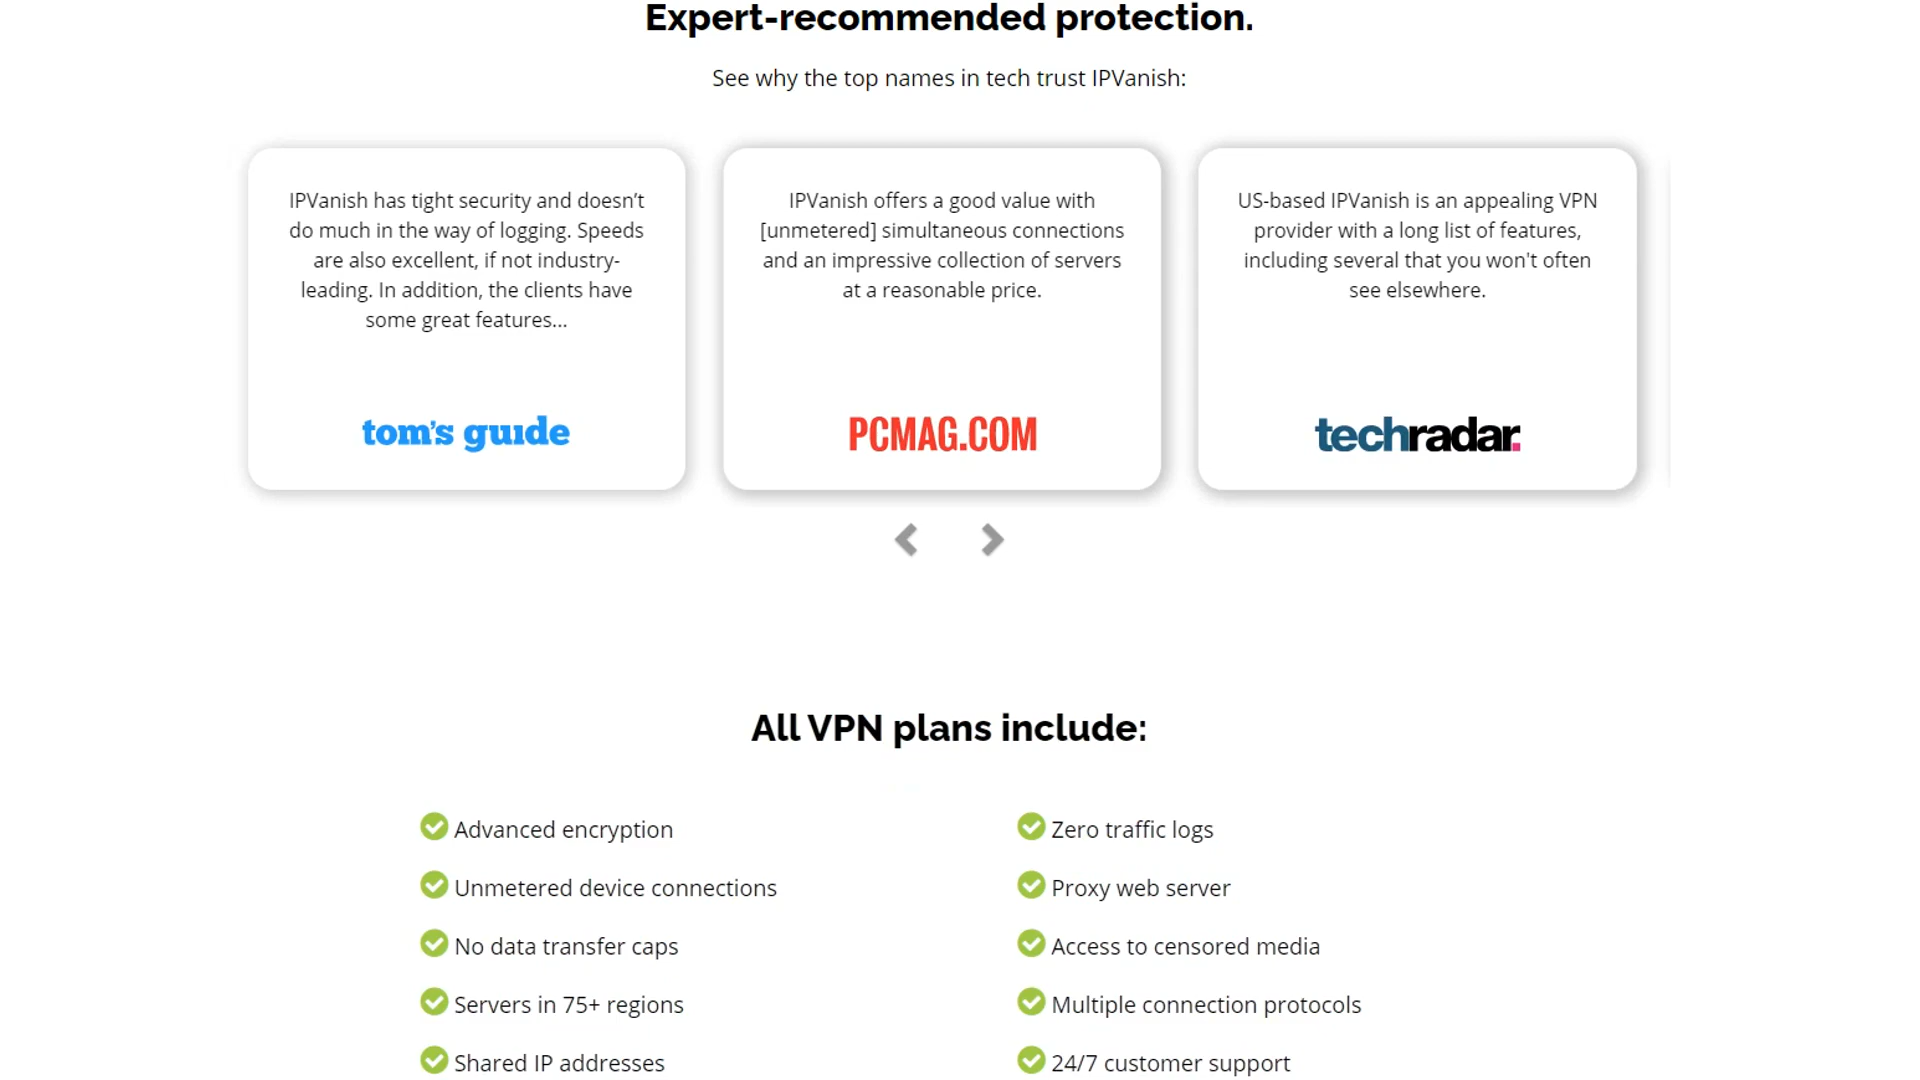 Expert-recommended protection.
See why the top names in tech trust IPVanish:
IPVanish has tight security and doesn’t
do much in the way of logging. Speeds
are also excellent, if not industry-
leading. In addition, the clients have
some great features...
tom's guide
IPVanish offers a good value with
[unmetered] simultaneous connections
and an impressive collection of servers
at a reasonable price.
PCMAG.COM
US-based IPVanish is an appealing VPN
provider with a long list of features,
including several that you won't often
see elsewhere.
techradar.
All VPN plans include:
Advanced encryption
Unmetered device connections
No data transfer caps
Servers in 75+ regions
Shared IP addresses
Zero traffic logs
Proxy web server
Access to censored media
Multiple connection protocols
24/7 customer support